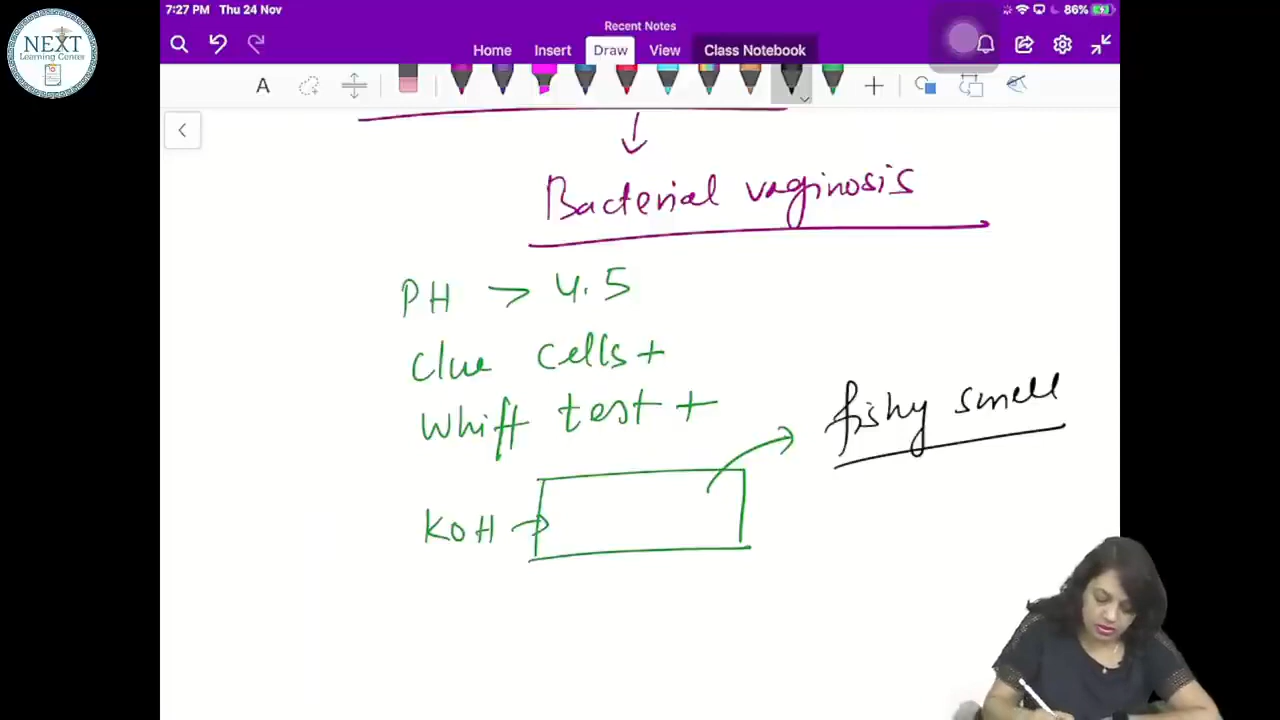 7:27 PM Thu 24 Nov
86%
Recent Notes
Home Insert Draw View Class Notebook
NEXT
Learning Center
A
Bacterial vaginosis
PH > 4.5
Clue cells +
Whiff test +
fishy smell
KOH →